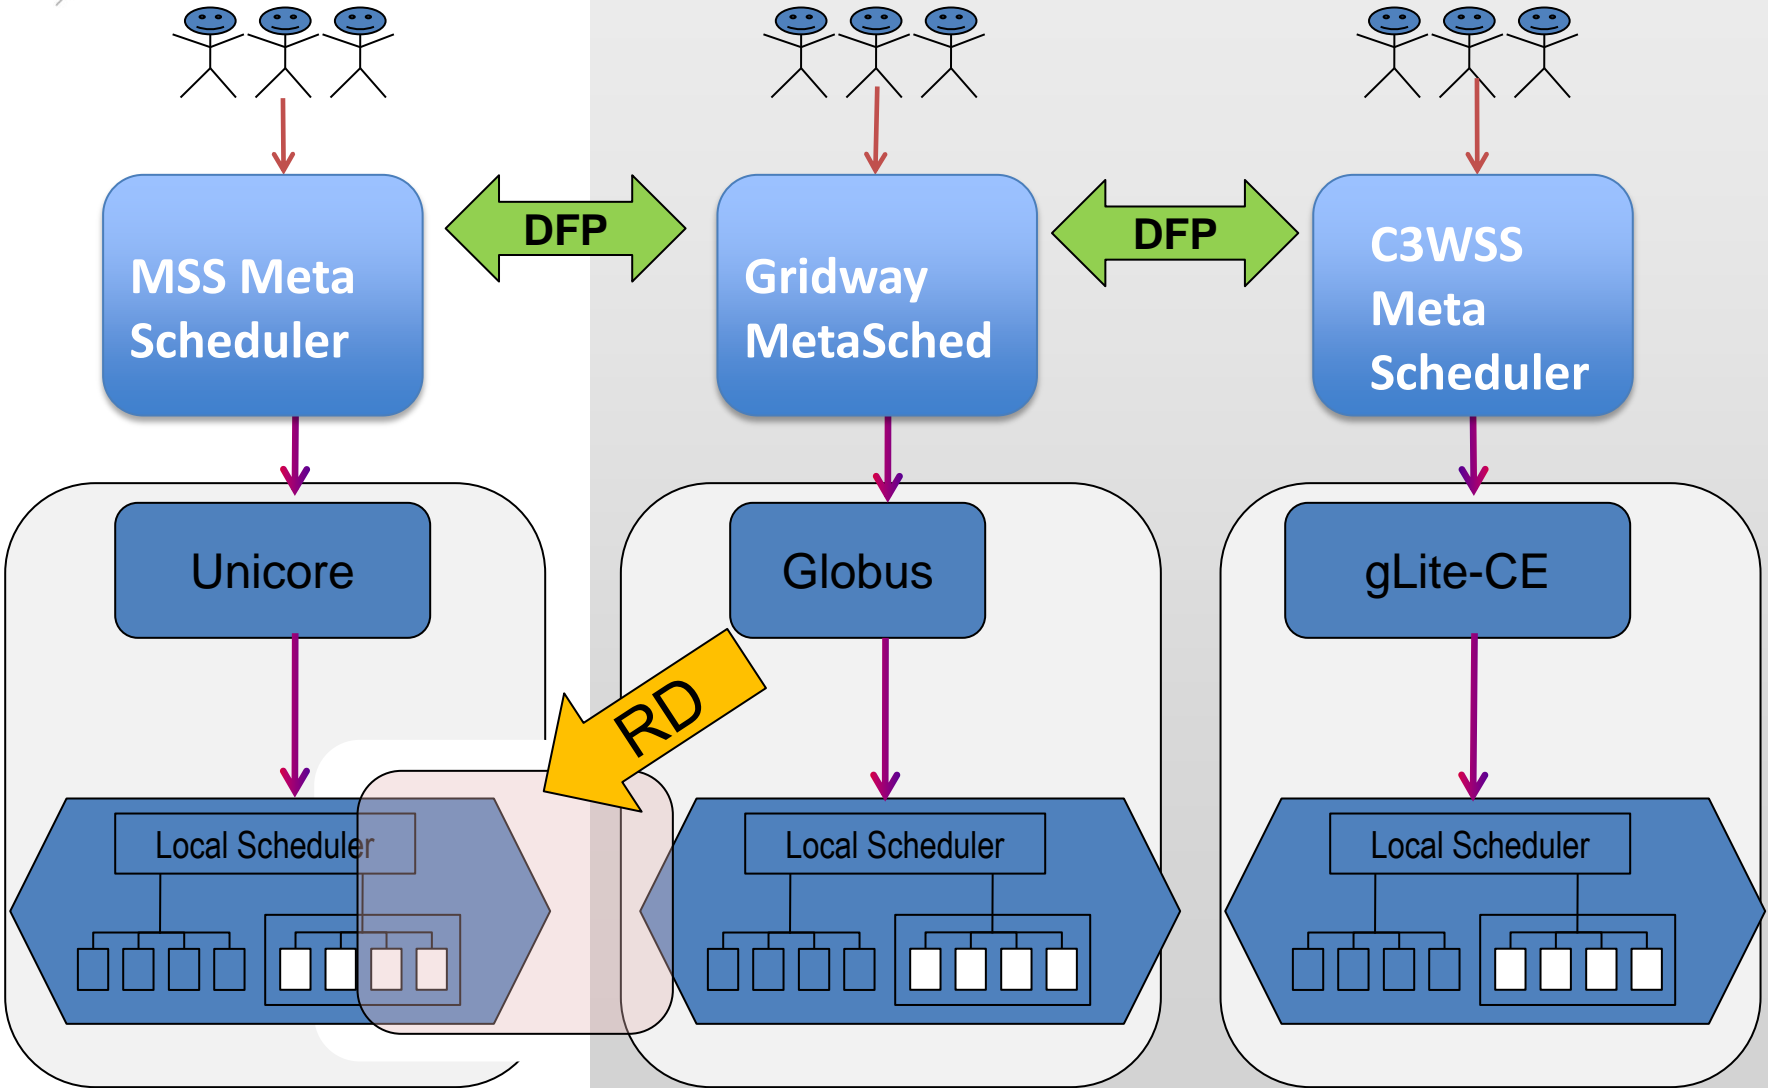 DFP
DFP
MSS Meta
Scheduler
Gridway
MetaSched
C3WSS
Meta
Scheduler
Unicore
Globus
gLite-CE
RD
Local Scheduler
Local Scheduler
Local Scheduler